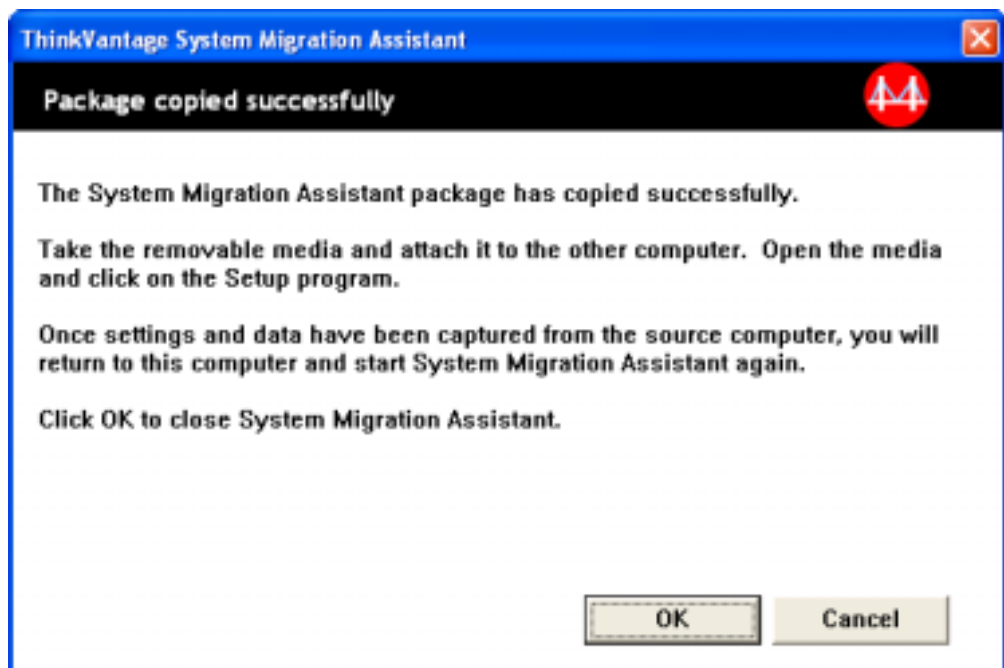 ThinkVantage System Migration Assistant
Package copied successfully
The System Migration Assistant package has copied successfully.
Take the removable media and attach it to the other computer.  Open the media
and click on the Setup program.
Once settings and data have been captured from the source computer, you will
return to this computer and start System Migration Assistant again.
Click OK to close System Migration Assistant.
OK
Cancel